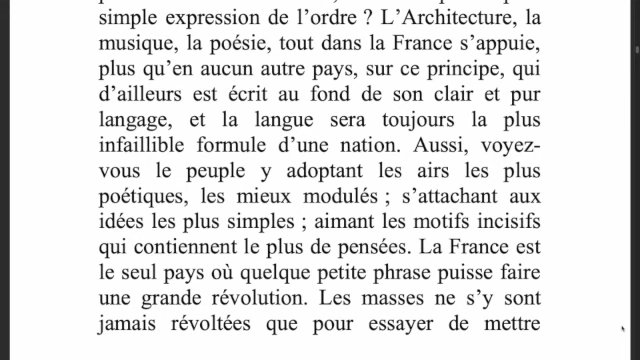 simple expression de l’ordre ? L’Architecture, la
musique, la poésie, tout dans la France s’appuie,
plus qu’en aucun autre pays, sur ce principe, qui
d’ailleurs est écrit au fond de son clair et pur
langage, et la langue sera toujours la plus
infaillible formule d’une nation. Aussi, voyez-
vous le peuple y adoptant les airs les plus
poétiques, les mieux modulés ; s’attachant aux
idées les plus simples ; aimant les motifs incisifs
qui contiennent le plus de pensées. La France est
le seul pays où quelque petite phrase puisse faire
une grande révolution. Les masses ne s’y sont
jamais révoltées que pour essayer de mettre